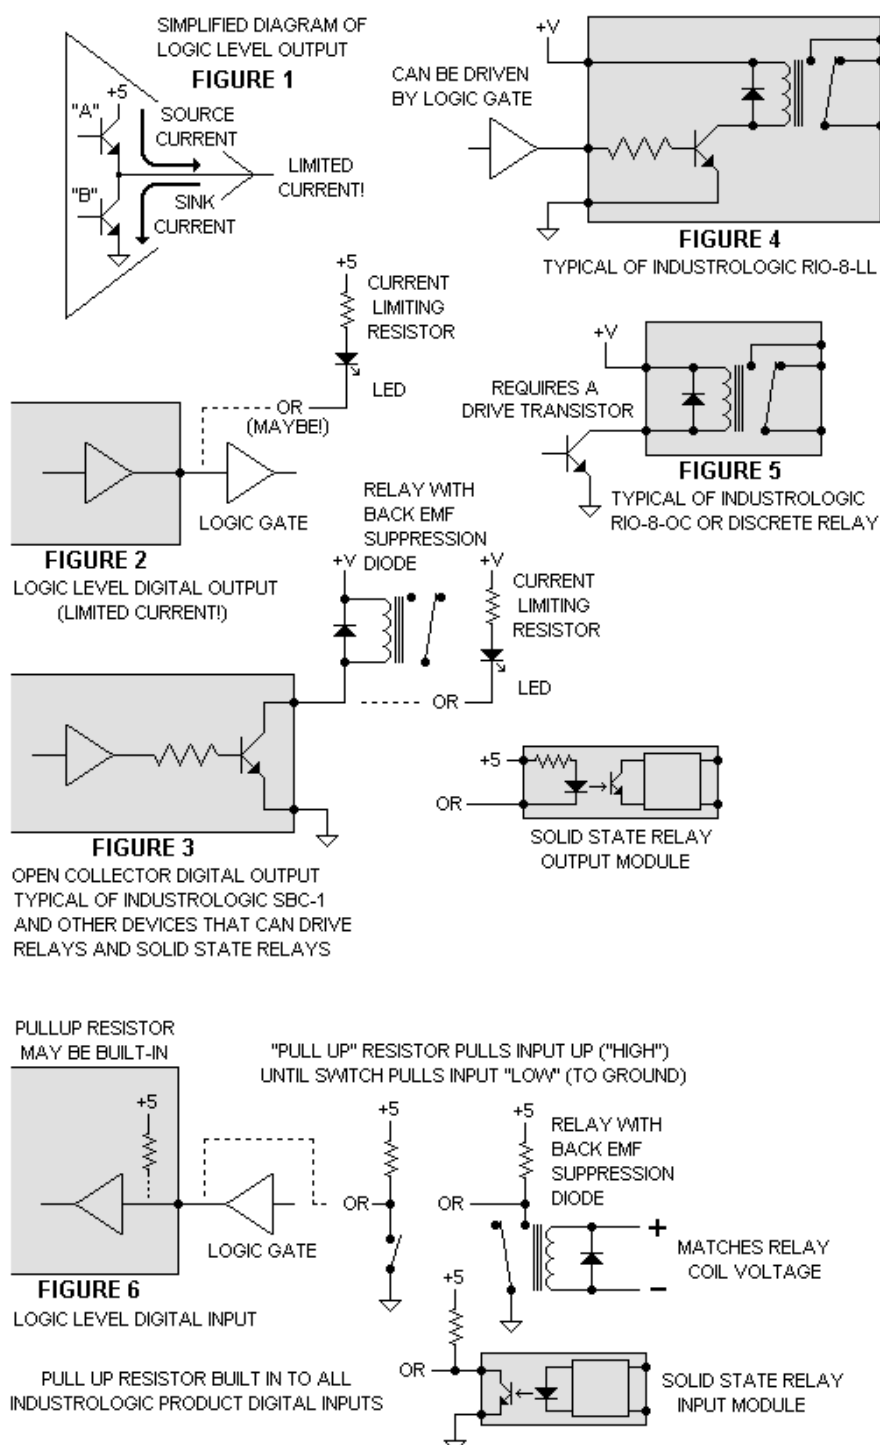 SIMPLIFIED DIAGRAM OF
LOGIC LEVEL OUTPUT
FIGURE 1
+5
"A"
SOURCE
CURRENT
"B"
SINK
CURRENT
LIMITED
CURRENT!
+V
CAN BE DRIVEN
BY LOGIC GATE
FIGURE 4
TYPICAL OF INDUSTROLOGIC RIO-8-LL
+5
CURRENT
LIMITING
RESISTOR
LED
OR
(MAYBE!)
LOGIC GATE
FIGURE 2
LOGIC LEVEL DIGITAL OUTPUT
(LIMITED CURRENT!)
+V
REQUIRES A
DRIVE TRANSISTOR
FIGURE 5
TYPICAL OF INDUSTROLOGIC
RIO-8-OC OR DISCRETE RELAY
RELAY WITH
BACK EMF
SUPPRESSION
DIODE
+V
+V
CURRENT
LIMITING
RESISTOR
LED
OR
FIGURE 3
OPEN COLLECTOR DIGITAL OUTPUT
TYPICAL OF INDUSTROLOGIC SBC-1
AND OTHER DEVICES THAT CAN DRIVE
RELAYS AND SOLID STATE RELAYS
+5
OR
SOLID STATE RELAY
OUTPUT MODULE
PULLUP RESISTOR
MAY BE BUILT-IN
"PULL UP" RESISTOR PULLS INPUT UP ("HIGH")
UNTIL SWITCH PULLS INPUT "LOW" (TO GROUND)
+5
LOGIC GATE
FIGURE 6
LOGIC LEVEL DIGITAL INPUT
+5
OR
+5
OR
RELAY WITH
BACK EMF
SUPPRESSION
DIODE
+
MATCHES RELAY
COIL VOLTAGE
−
+5
OR
PULL UP RESISTOR BUILT IN TO ALL
INDUSTROLOGIC PRODUCT DIGITAL INPUTS
SOLID STATE RELAY
INPUT MODULE